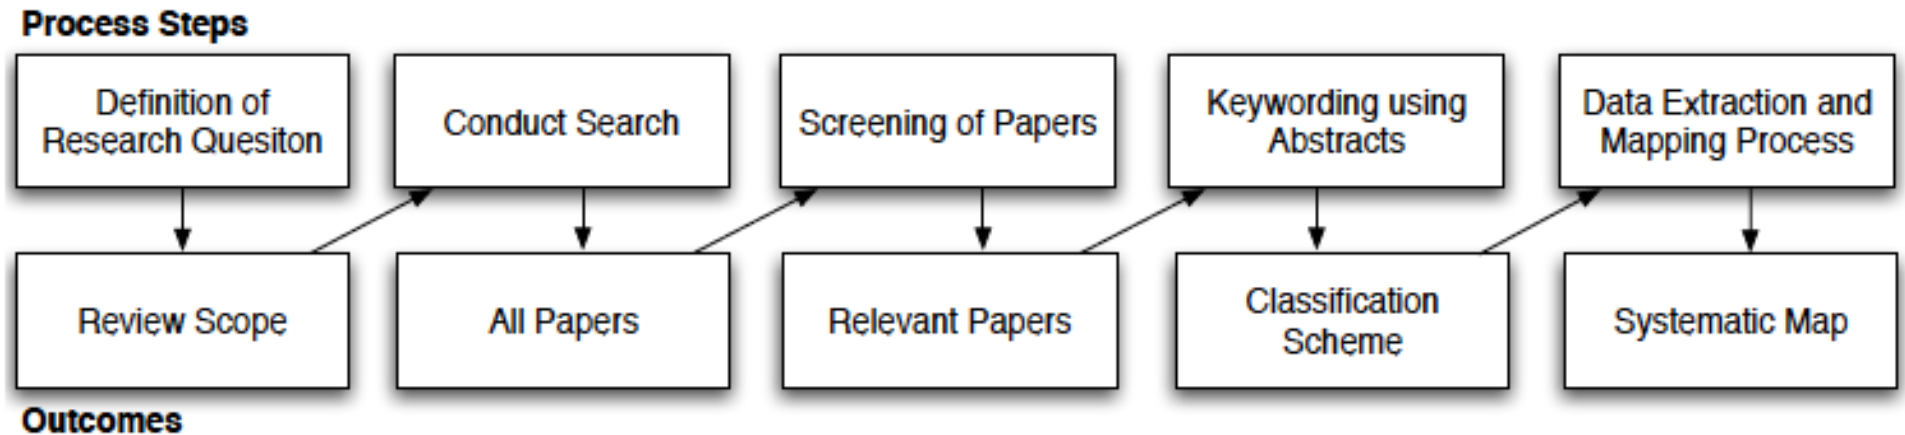 Process Steps
Definition of
Research Quesiton
Conduct Search
Screening of Papers
Keywording using
Abstracts
Data Extraction and
Mapping Process
Review Scope
All Papers
Relevant Papers
Classification
Scheme
Systematic Map
Outcomes